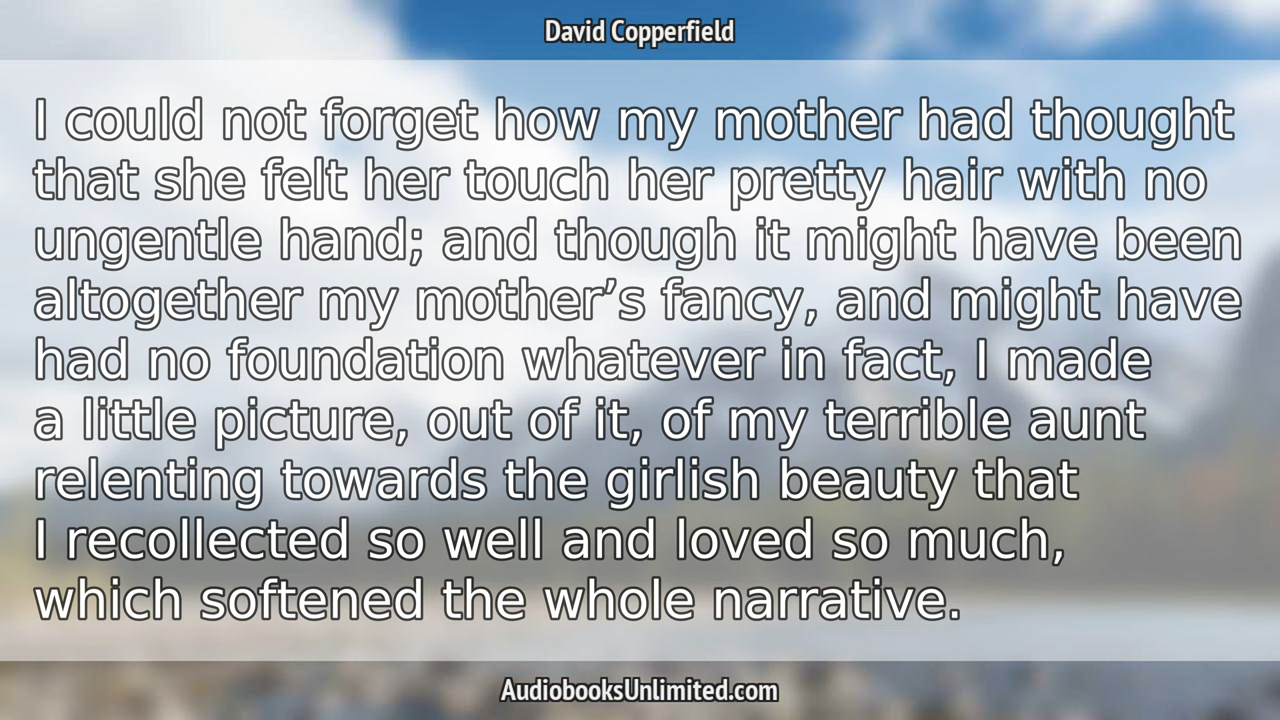 David Copperfield
I could not forget how my mother had thought
that she felt her touch her pretty hair with no
ungentle hand; and though it might have been
altogether my mother’s fancy, and might have
had no foundation whatever in fact, I made
a little picture, out of it, of my terrible aunt
relenting towards the girlish beauty that
I recollected so well and loved so much,
which softened the whole narrative.
AudiobooksUnlimited.com